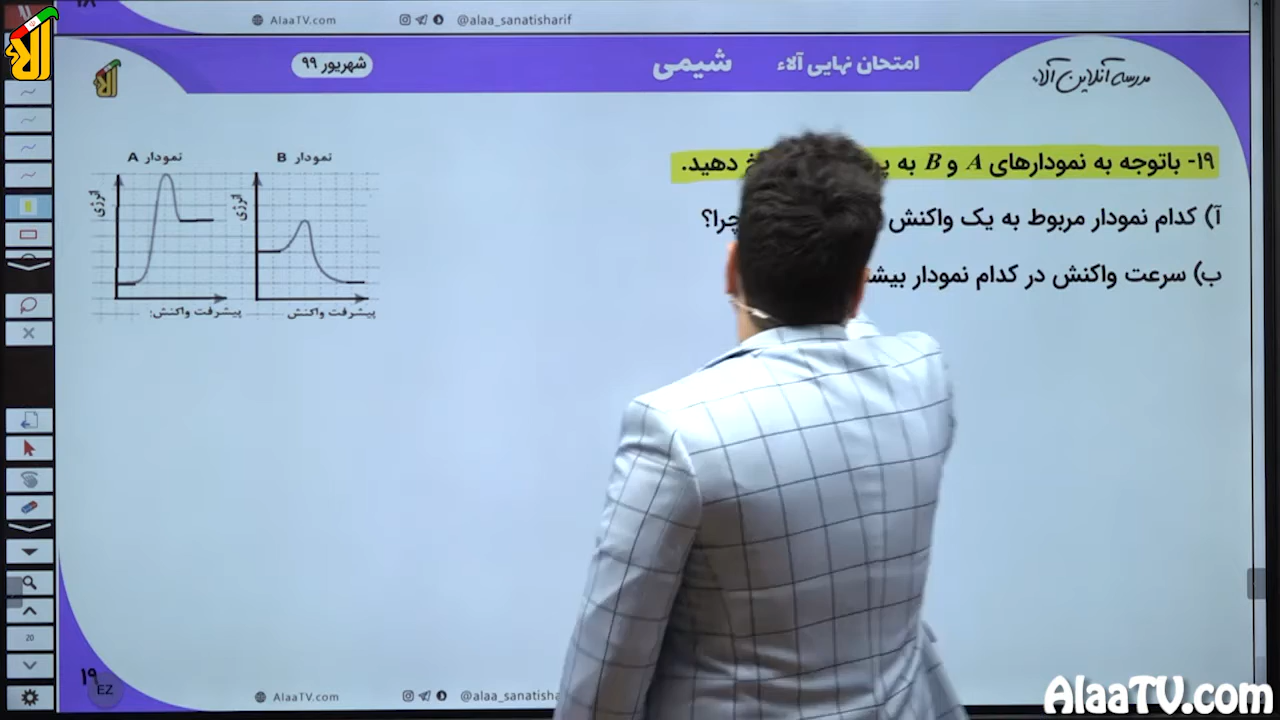 AlaaTV.com @alaa_sanatisharif
امتحان نهایی آلاء شیمی شهریور ۹۹
مدرسه آنلاین آلاء
۱۹- باتوجه به نمودارهای A و B به دهید.
آ) کدام نمودار مربوط به یک واکنش چرا؟
ب) سرعت واکنش در کدام نمودار
نمودار A
نمودار B
انرژی
انرژی
پیشرفت واکنش:
پیشرفت واکنش
20
۱۹
EZ
AlaaTV.com
AlaaTV.com